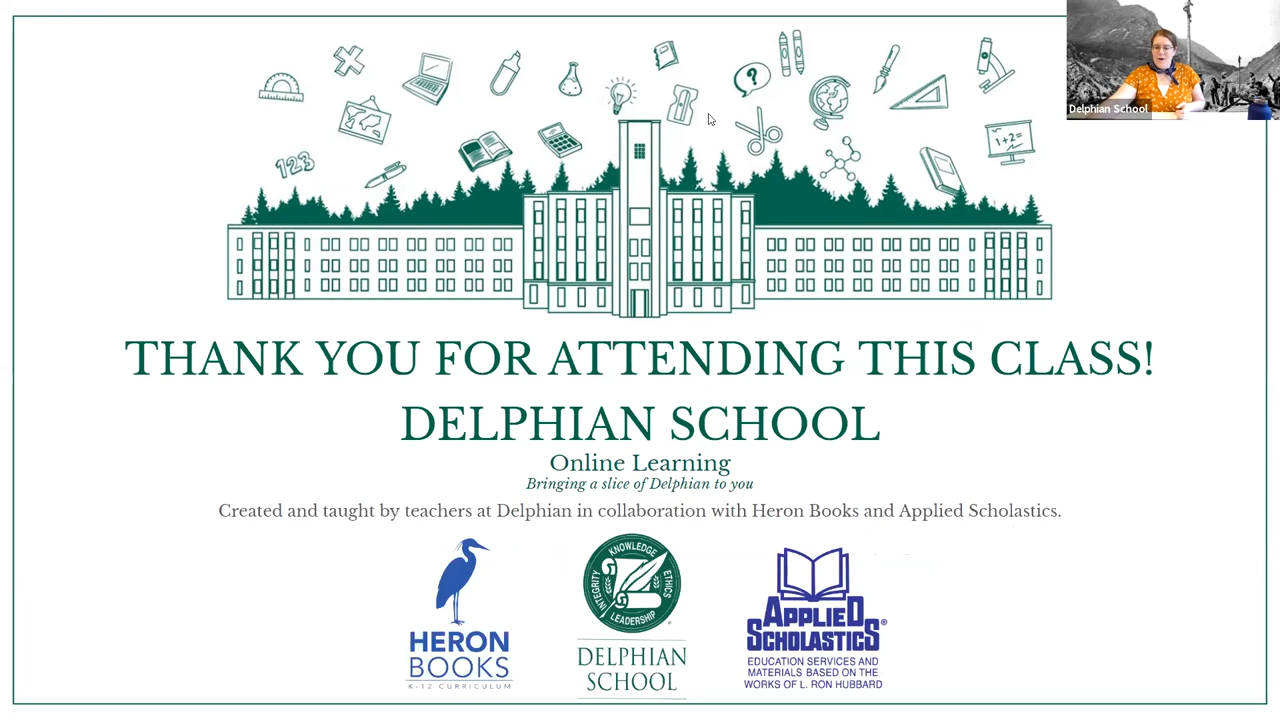 Delphian School
?
1 2 3
1+2=
THANK YOU FOR ATTENDING THIS CLASS!
DELPHIAN SCHOOL
Online Learning
Bringing a slice of Delphian to you
Created and taught by teachers at Delphian in collaboration with Heron Books and Applied Scholastics.
HERON
BOOKS
K-12 CURRICULUM
INTEGRITY
KNOWLEDGE
ETHICS
LEADERSHIP
DELPHIAN
SCHOOL
APPLIED
SCHOLASTICS®
EDUCATION SERVICES AND
MATERIALS BASED ON THE
WORKS OF L. RON HUBBARD